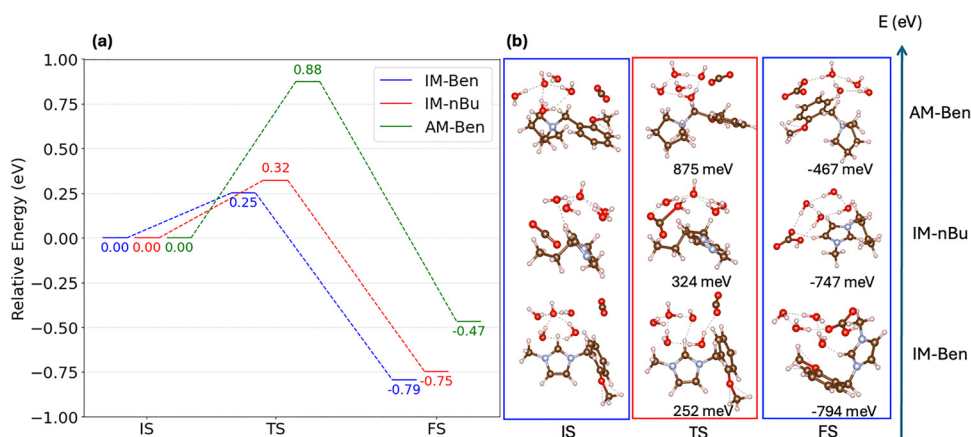 (a)
IM-Ben
IM-nBu
AM-Ben
Relative Energy (eV)
1.00
0.75
0.50
0.25
0.00
−0.25
−0.50
−0.75
−1.00
0.88
0.32
0.25
0.00 0.00 0.00
-0.47
-0.75
-0.79
IS TS FS
(b)
E (eV)
875 meV -467 meV AM-Ben
324 meV -747 meV IM-nBu
252 meV -794 meV IM-Ben
IS TS FS